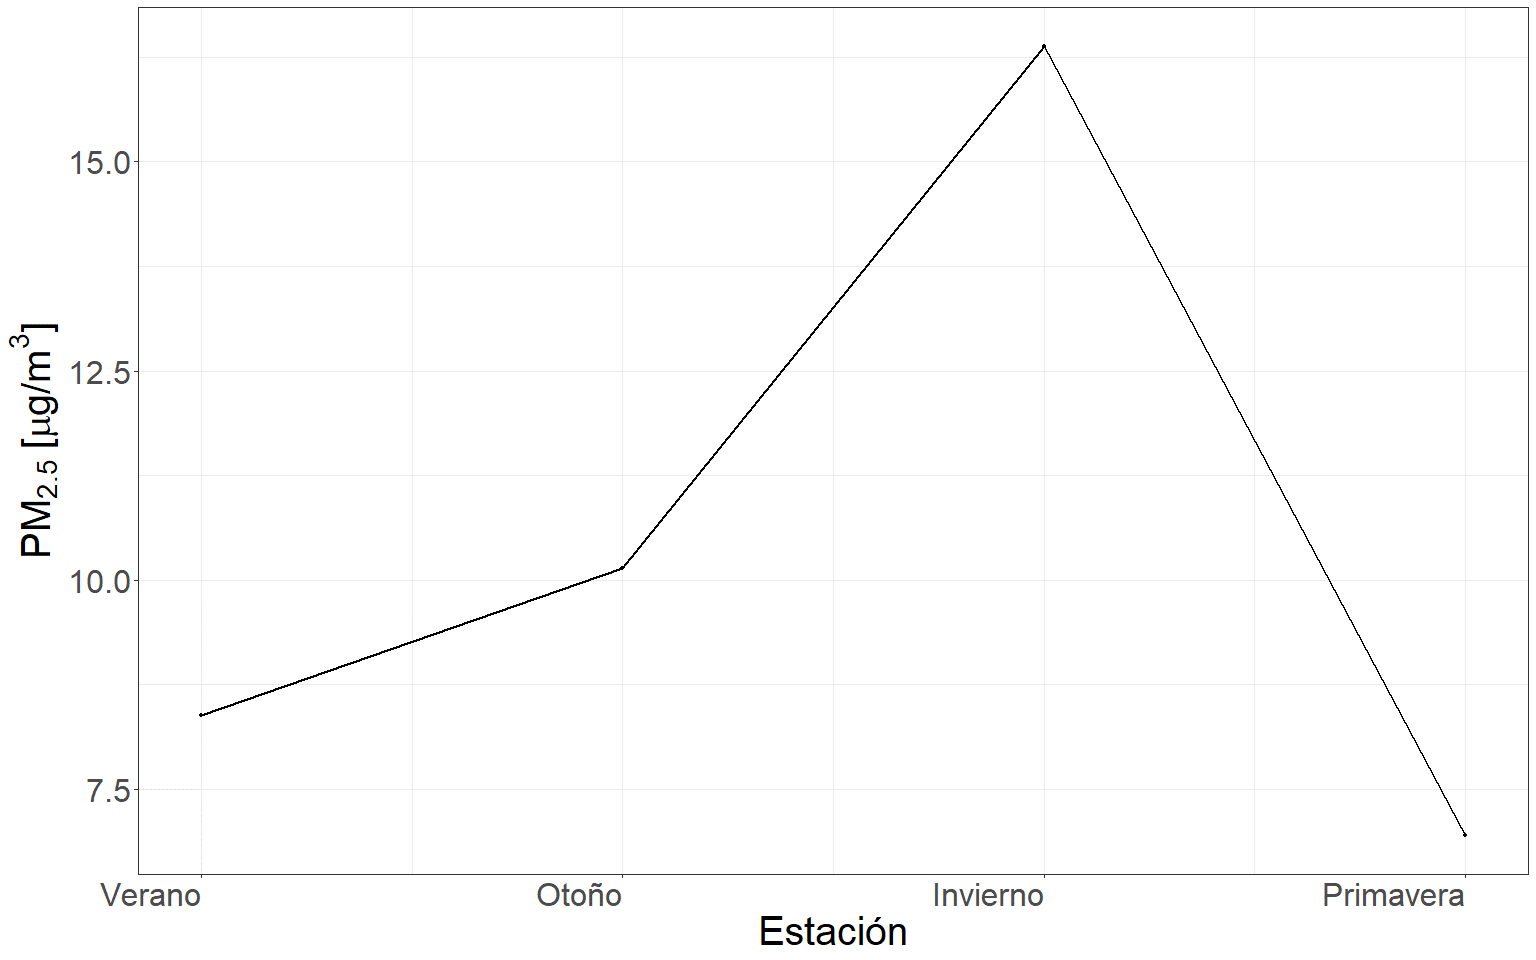 PM2.5 [μg/m3]
15.0
12.5
10.0
7.5
Verano Otoño Invierno Primavera
Estación